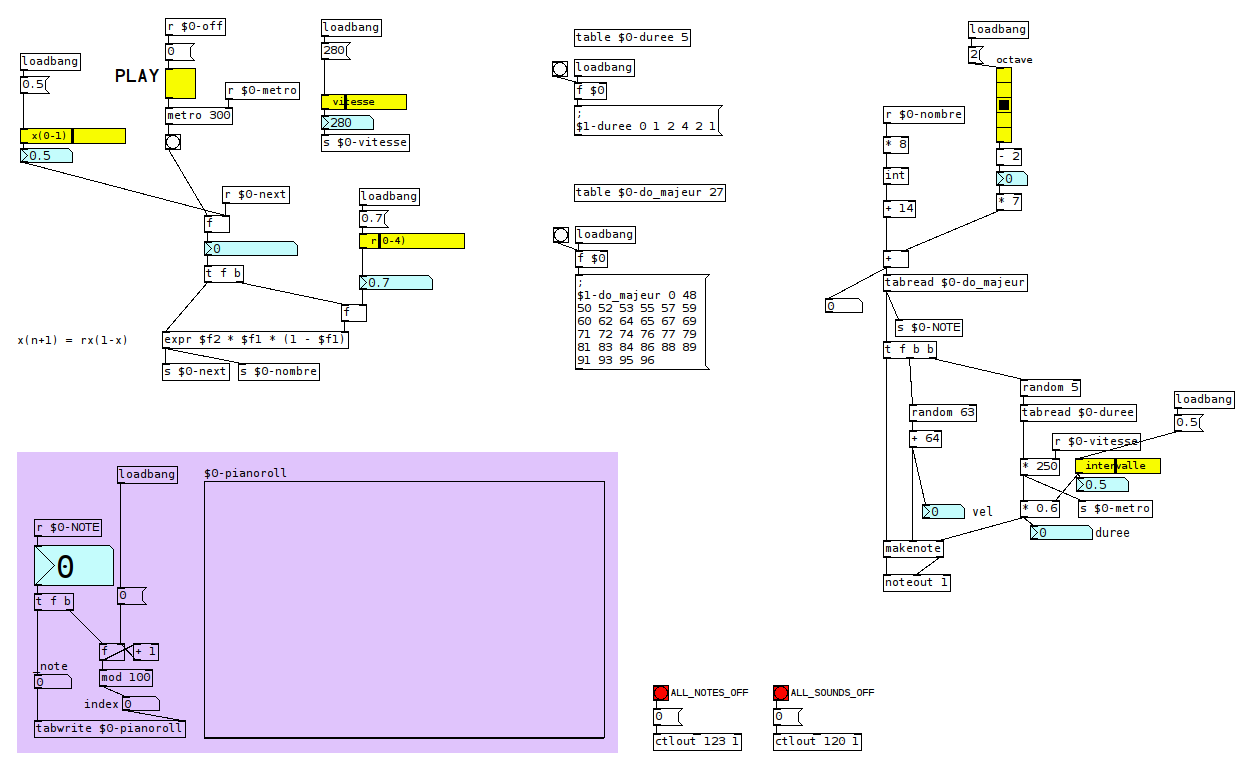 r $0-off
loadbang
loadbang
0
280
table $0-duree 5
2
octave
loadbang
loadbang
loadbang
0.5
PLAY
r $0-metro
f $0
vitesse
metro 300
280
;
$1-duree 0 1 2 4 2 1
r $0-nombre
x(0-1)
s $0-vitesse
* 8
0.5
- 2
int
0
r $0-next
loadbang
table $0-do_majeur 27
* 7
+ 14
0.7
f
r(0-4)
loadbang
0
+
f $0
t f b
0.7
;
$1-do_majeur 0 48
50 52 53 55 57 59
60 62 64 65 67 69
71 72 74 76 77 79
81 83 84 86 88 89
91 93 95 96
tabread $0-do_majeur
0
f
s $0-NOTE
x(n+1) = rx(1-x)
expr $f2 * $f1 * (1 - $f1)
t f b b
s $0-next
s $0-nombre
random 5
loadbang
random 63
tabread $0-duree
0.5
+ 64
r $0-vitesse
* 250
intervalle
0.5
* 0.6
s $0-metro
0
vel
0
duree
makenote
noteout 1
loadbang
$0-pianoroll
r $0-NOTE
0
0
t f b
f
+ 1
note
mod 100
0
index
0
tabwrite $0-pianoroll
ALL_NOTES_OFF
ALL_SOUNDS_OFF
0
0
ctlout 123 1
ctlout 120 1